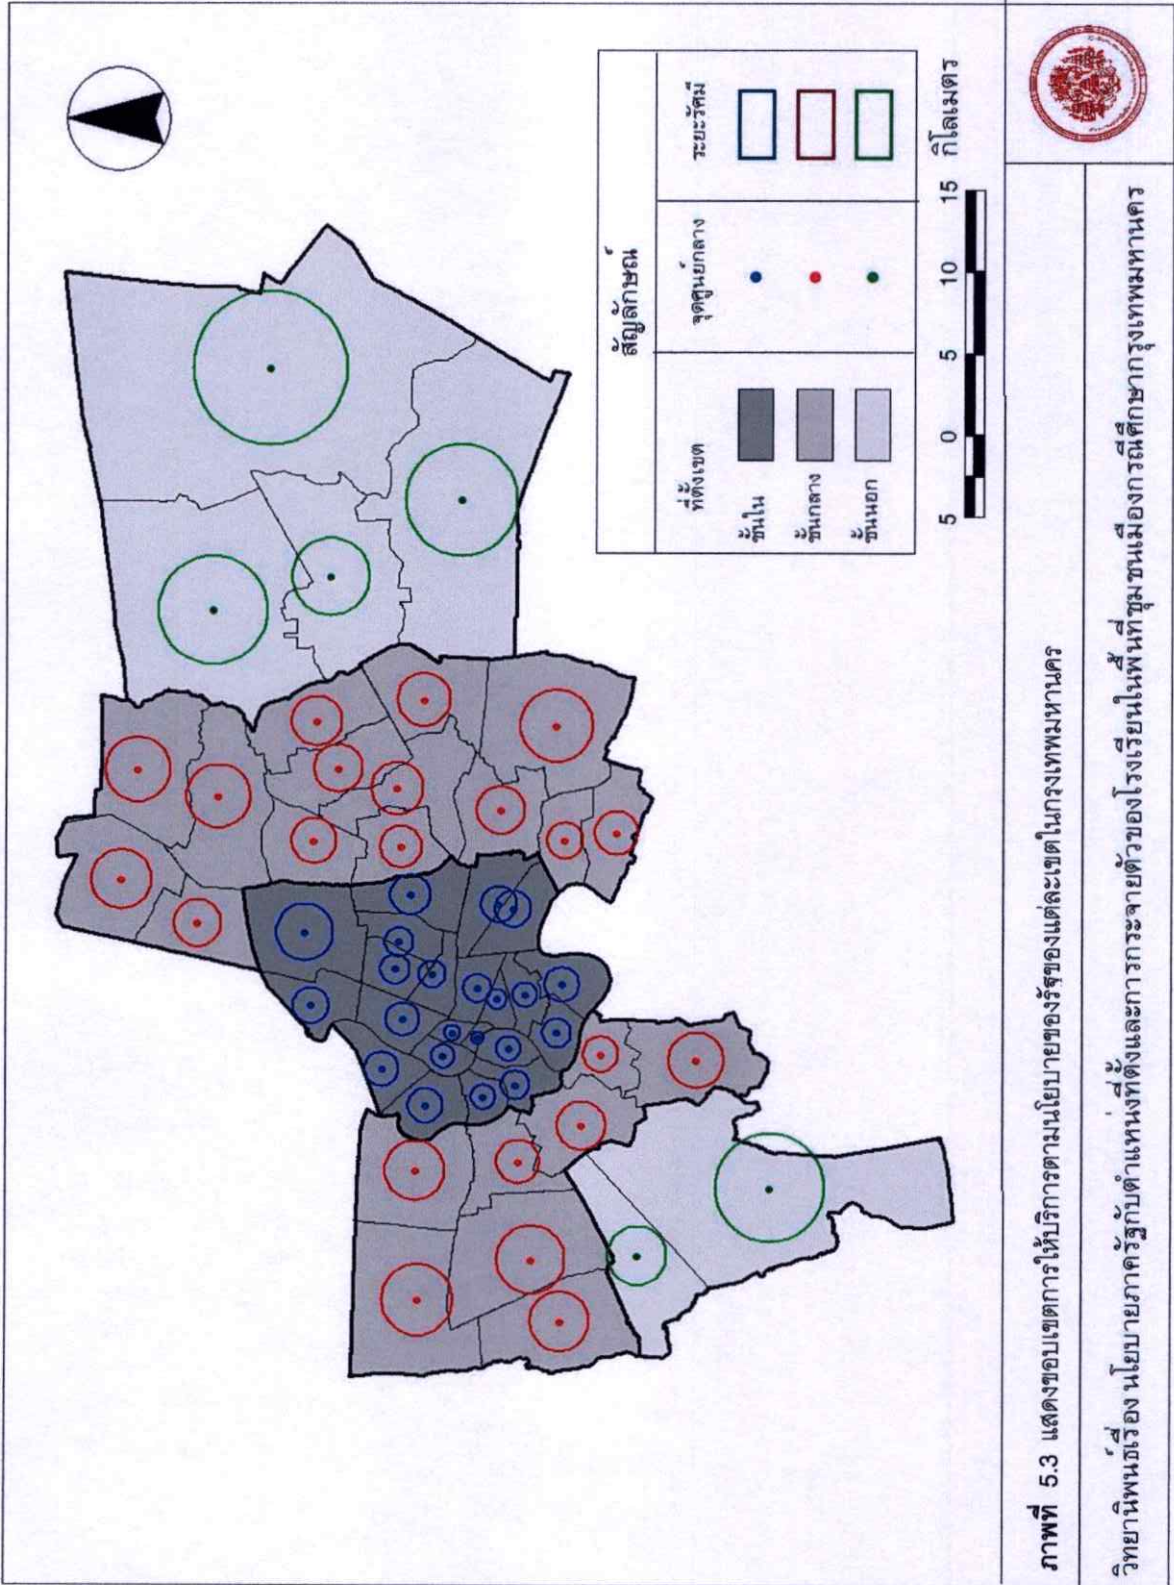 สัญลักษณ์
ที่ตั้งเขต จุดศูนย์กลาง ระยะรัศมี
ชั้นใน
ชั้นกลาง
ชั้นนอก
5 0 5 10 15 กิโลเมตร
ภาพที่ 5.3 แสดงขอบเขตการให้บริการตามนโยบายของรัฐของแต่ละเขตในกรุงเทพมหานคร
วิทยานิพนธ์เรื่อง นโยบายภาครัฐกับตำแหน่งที่ตั้งและการกระจายตัวของโรงเรียนในพื้นที่ชุมชนเมืองกรณีศึกษากรุงเทพมหานคร